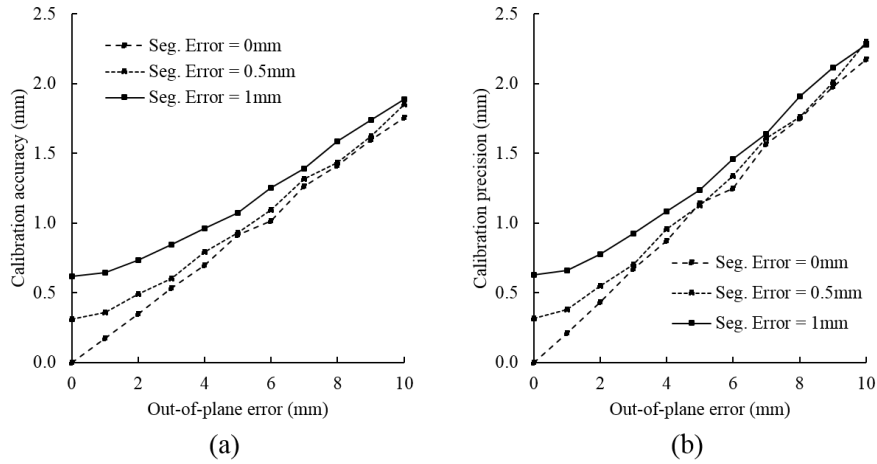 2.5
2.0
1.5
1.0
0.5
0.0
Calibration accuracy (mm)
Seg. Error = 0mm
Seg. Error = 0.5mm
Seg. Error = 1mm
0 2 4 6 8 10
Out-of-plane error (mm)
(a)
2.5
2.0
1.5
1.0
0.5
0.0
Calibration precision (mm)
Seg. Error = 0mm
Seg. Error = 0.5mm
Seg. Error = 1mm
0 2 4 6 8 10
Out-of-plane error (mm)
(b)